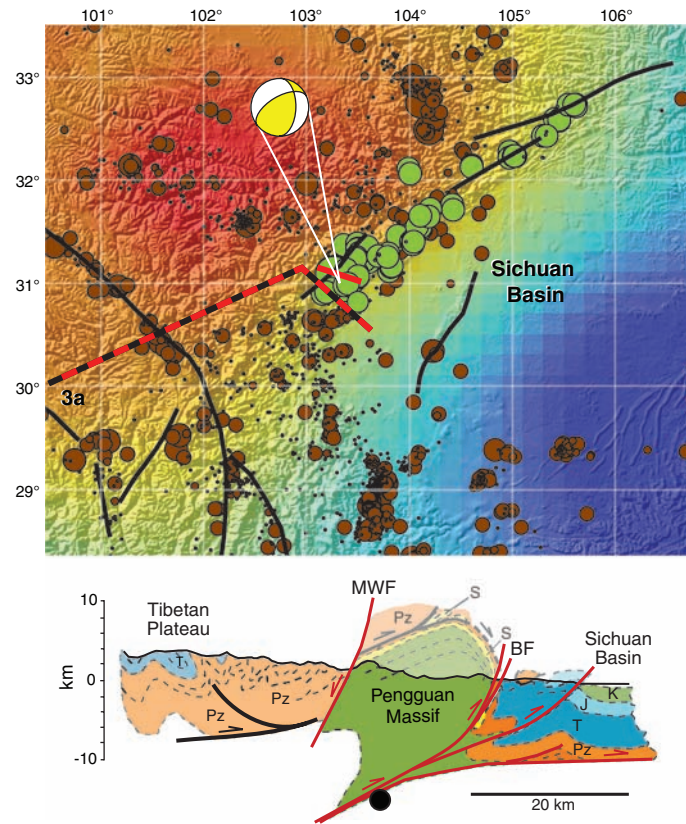 101° 102° 103° 104° 105° 106°
33°
32°
31°
Sichuan
Basin
30°
3a
29°
MWF
S
10
Pz
Tibetan
Plateau
S
BF
Sichuan
Basin
T
km
0
Pz
Pengguan
Massif
K
J
Pz
T
Pz
-10
20 km